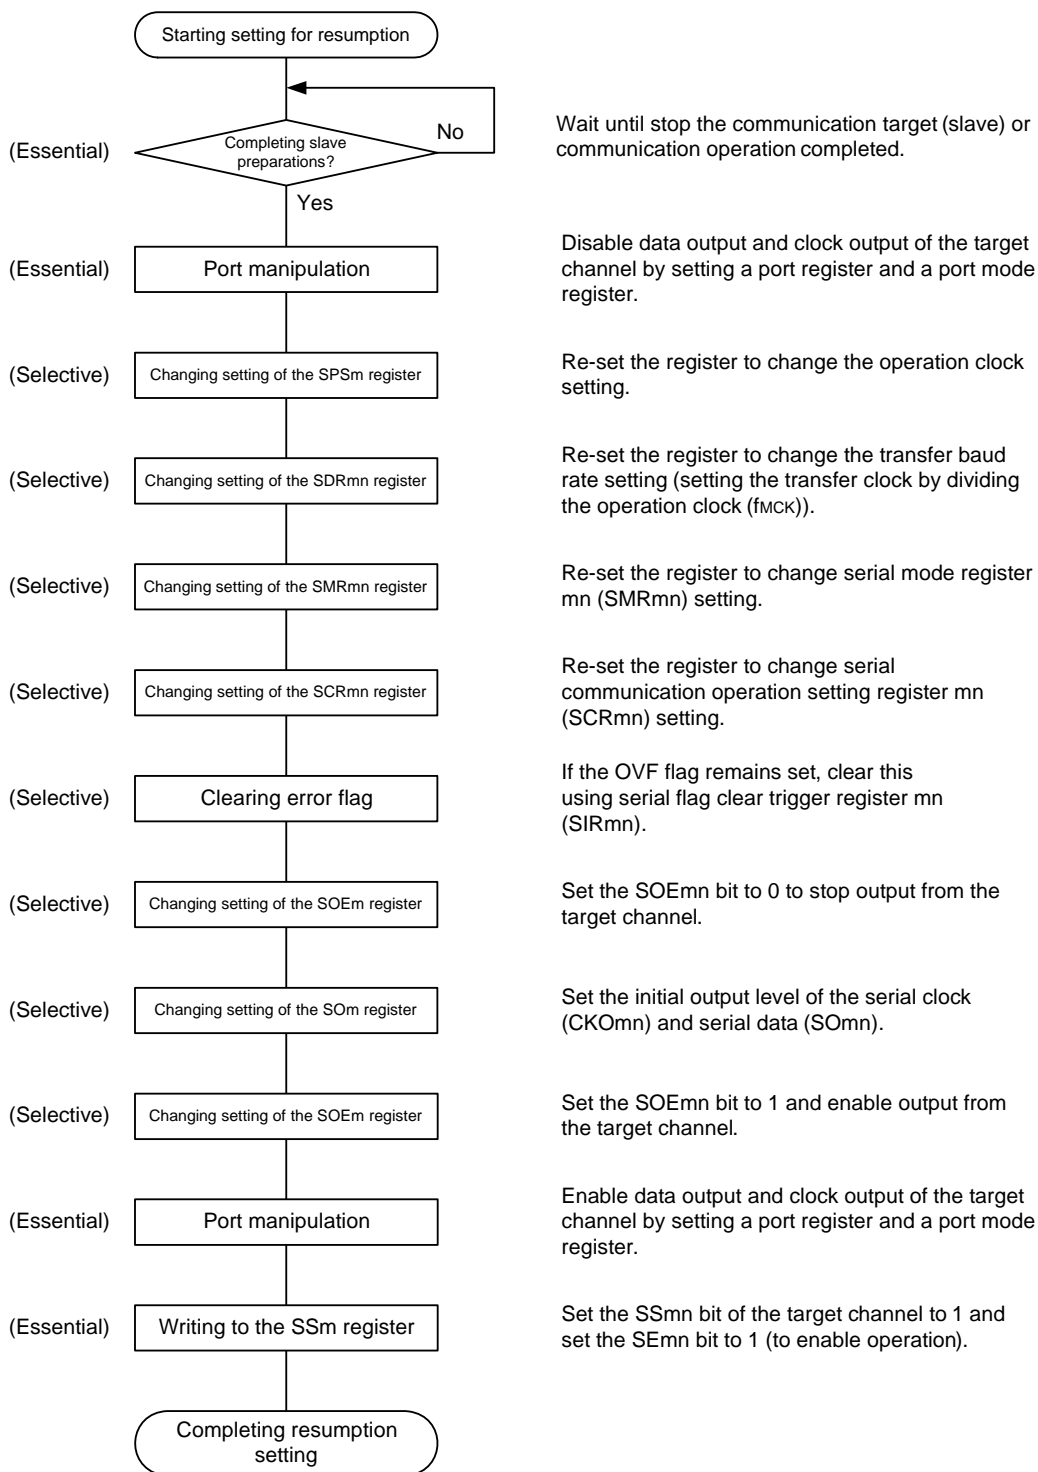 Starting setting for resumption
(Essential)
Completing slave
preparations?
No
Yes
Wait until stop the communication target (slave) or
communication operation completed.
(Essential)
Port manipulation
Disable data output and clock output of the target
channel by setting a port register and a port mode
register.
(Selective)
Changing setting of the SPSm register
Re-set the register to change the operation clock
setting.
(Selective)
Changing setting of the SDRmn register
Re-set the register to change the transfer baud
rate setting (setting the transfer clock by dividing
the operation clock (fMCK)).
(Selective)
Changing setting of the SMRmn register
Re-set the register to change serial mode register
mn (SMRmn) setting.
(Selective)
Changing setting of the SCRmn register
Re-set the register to change serial
communication operation setting register mn
(SCRmn) setting.
(Selective)
Clearing error flag
If the OVF flag remains set, clear this
using serial flag clear trigger register mn
(SIRmn).
(Selective)
Changing setting of the SOEm register
Set the SOEmn bit to 0 to stop output from the
target channel.
(Selective)
Changing setting of the SOm register
Set the initial output level of the serial clock
(CKOmn) and serial data (SOmn).
(Selective)
Changing setting of the SOEm register
Set the SOEmn bit to 1 and enable output from
the target channel.
(Essential)
Port manipulation
Enable data output and clock output of the target
channel by setting a port register and a port mode
register.
(Essential)
Writing to the SSm register
Set the SSmn bit of the target channel to 1 and
set the SEmn bit to 1 (to enable operation).
Completing resumption
setting